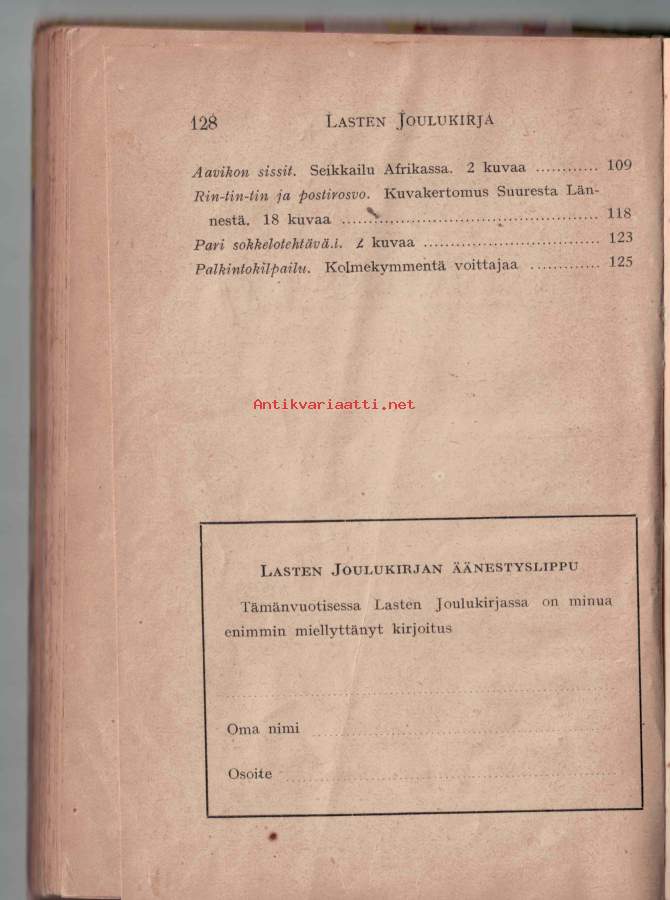 128 LASTEN JOULUKIRJA
Aavikon sissit. Seikkailu Afrikassa. 2 kuvaa ............ 109
Rin-tin-tin ja postirosvo. Kuvakertomus Suuresta Län-
nestä. 18 kuvaa ................................................ 118
Pari sokkelotehtävää. 2 kuvaa ................................. 123
Palkintokilpailu. Kolmekymmentä voittajaa ............. 125
Antikvariaatti.net
LASTEN JOULUKIRJAN ÄÄNESTYSLIPPU
Tämänvuotisessa Lasten Joulukirjassa on minua
enimmin miellyttänyt kirjoitus
Oma nimi
Osoite